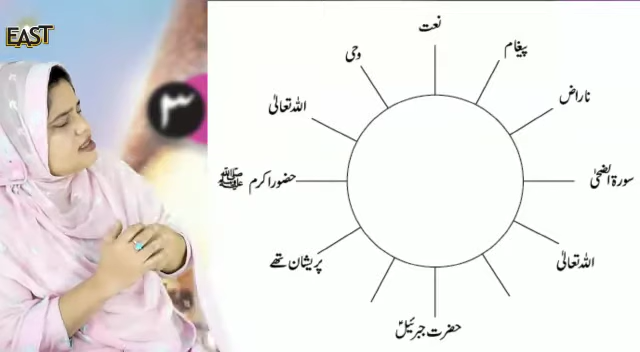 EAST
۳
نعت
پیغام
ناراض
سورۃ الضحیٰ
اللہ تعالیٰ
حضرت جبرئیلؑ
پریشان تھے
حضور اکرم ﷺ
اللہ تعالیٰ
وحی